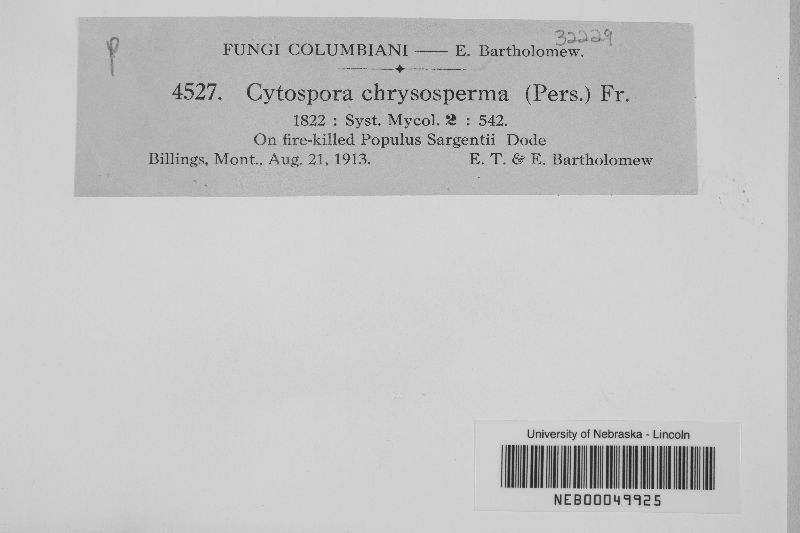 32229
P
FUNGI COLUMBIANI — E. Bartholomew.
4527. Cytospora chrysosperma (Pers.) Fr.
1822 : Syst. Mycol. 2 : 542.
On fire-killed Populus Sargentii Dode
Billings, Mont., Aug. 21, 1913. E. T. & E. Bartholomew
University of Nebraska - Lincoln
NEB00049925